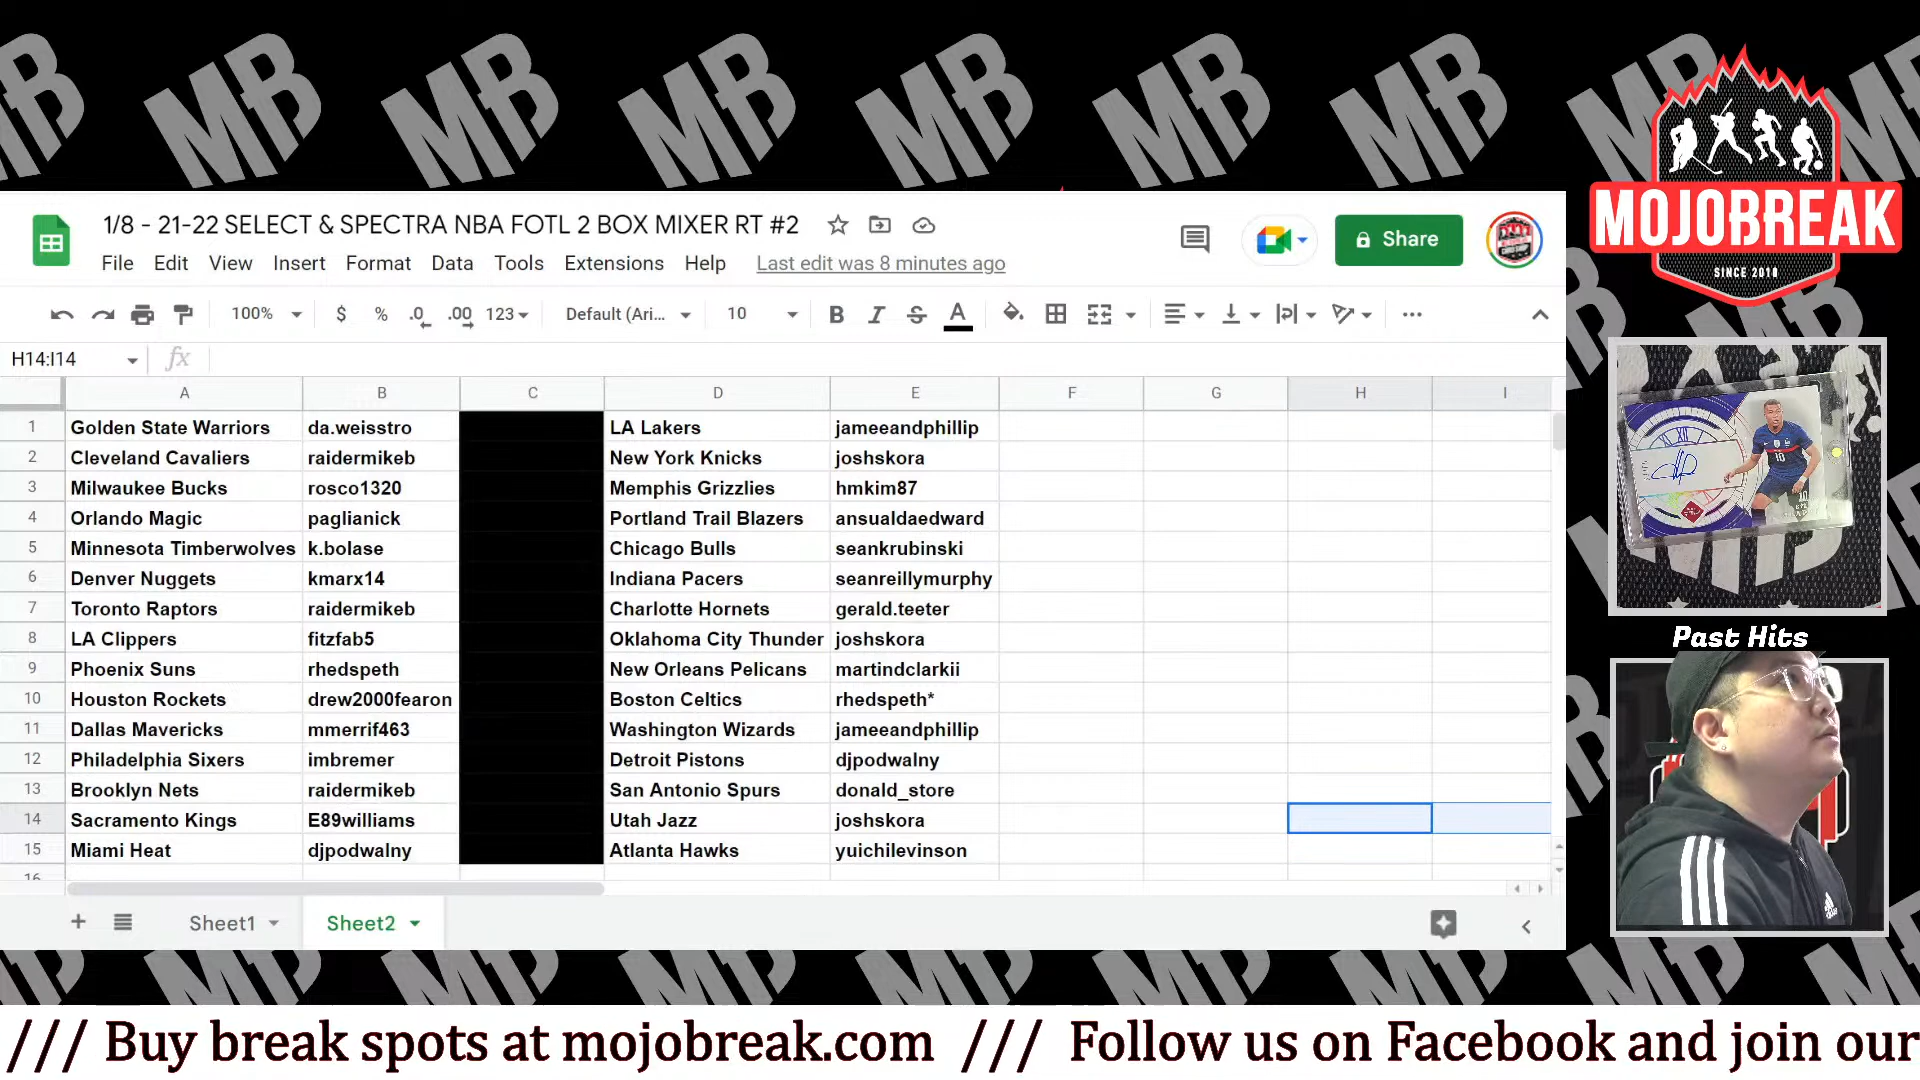 1/8 - 21-22 SELECT & SPECTRA NBA FOTL 2 BOX MIXER RT #2
File Edit View Insert Format Data Tools Extensions Help Last edit was 8 minutes ago
Share
100% $ % .0 .00 123 Default (Ari... 10 B I S A
H14:I14 fx
A B C D E F G H I
1 Golden State Warriors da.weisstro LA Lakers jameeandphillip
2 Cleveland Cavaliers raidermikeb New York Knicks joshskora
3 Milwaukee Bucks rosco1320 Memphis Grizzlies hmkim87
4 Orlando Magic paglianick Portland Trail Blazers ansualdaedward
5 Minnesota Timberwolves k.bolase Chicago Bulls seankrubinski
6 Denver Nuggets kmarx14 Indiana Pacers seanreillymurphy
7 Toronto Raptors raidermikeb Charlotte Hornets gerald.teeter
8 LA Clippers fitzfab5 Oklahoma City Thunder joshskora
9 Phoenix Suns rhedspeth New Orleans Pelicans martindclarkii
10 Houston Rockets drew2000fearon Boston Celtics rhedspeth*
11 Dallas Mavericks mmerrif463 Washington Wizards jameeandphillip
12 Philadelphia Sixers imbremer Detroit Pistons djpodwalny
13 Brooklyn Nets raidermikeb San Antonio Spurs donald_store
14 Sacramento Kings E89williams Utah Jazz joshskora
15 Miami Heat djpodwalny Atlanta Hawks yuichilevinson
16
Sheet1 Sheet2
MOJOBREAK
SINCE 2010
Past Hits
/// Buy break spots at mojobreak.com /// Follow us on Facebook and join our